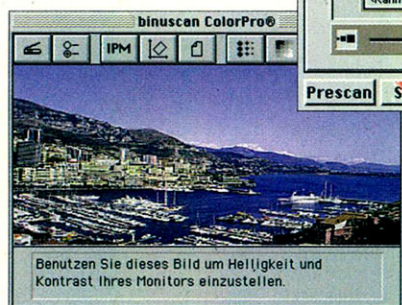 binuscan ColorPro®
IPM
Prescan
Benutzen Sie dieses Bild um Helligkeit und
Kontrast Ihres Monitors einzustellen.